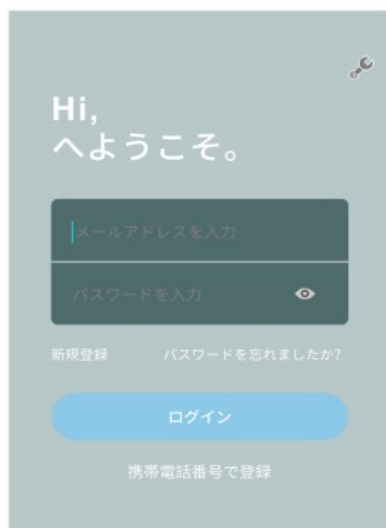 Hi,
へようこそ。
メールアドレスを入力
パスワードを入力
新規登録 パスワードを忘れましたか?
ログイン
携帯電話番号で登録